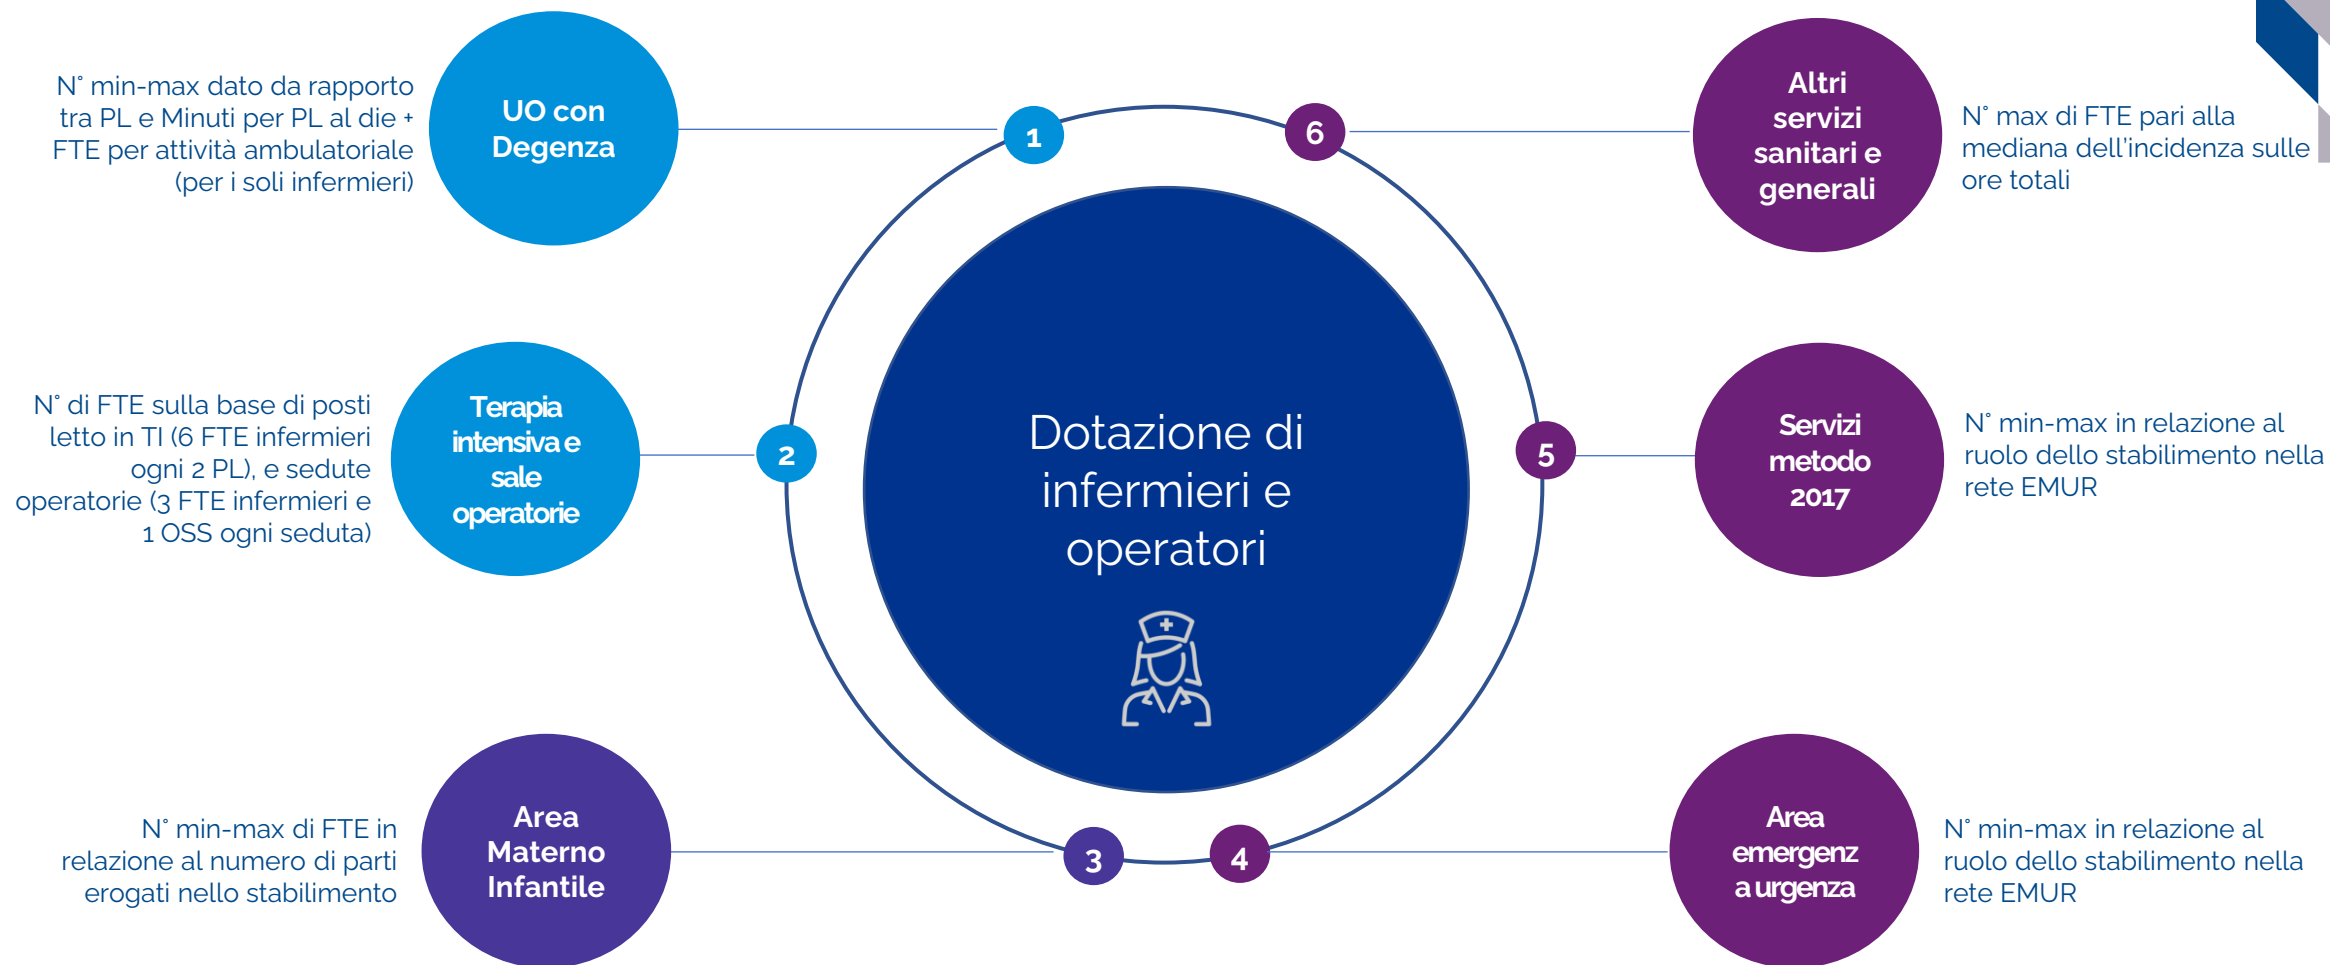 N° min-max dato da rapporto
tra PL e Minuti per PL al die +
FTE per attività ambulatoriale
(per i soli infermieri)
UO con
Degenza
1
N° di FTE sulla base di posti
letto in TI (6 FTE infermieri
ogni 2 PL), e sedute
operatorie (3 FTE infermieri e
1 OSS ogni seduta)
Terapia
intensiva e
sale
operatorie
2
N° min-max di FTE in
relazione al numero di parti
erogati nello stabilimento
Area
Materno
Infantile
3
Dotazione di
infermieri e
operatori
4
Area
emergenz
a urgenza
N° min-max in relazione al
ruolo dello stabilimento nella
rete EMUR
5
Servizi
metodo
2017
N° min-max in relazione al
ruolo dello stabilimento nella
rete EMUR
6
Altri
servizi
sanitari e
generali
N° max di FTE pari alla
mediana dell'incidenza sulle
ore totali